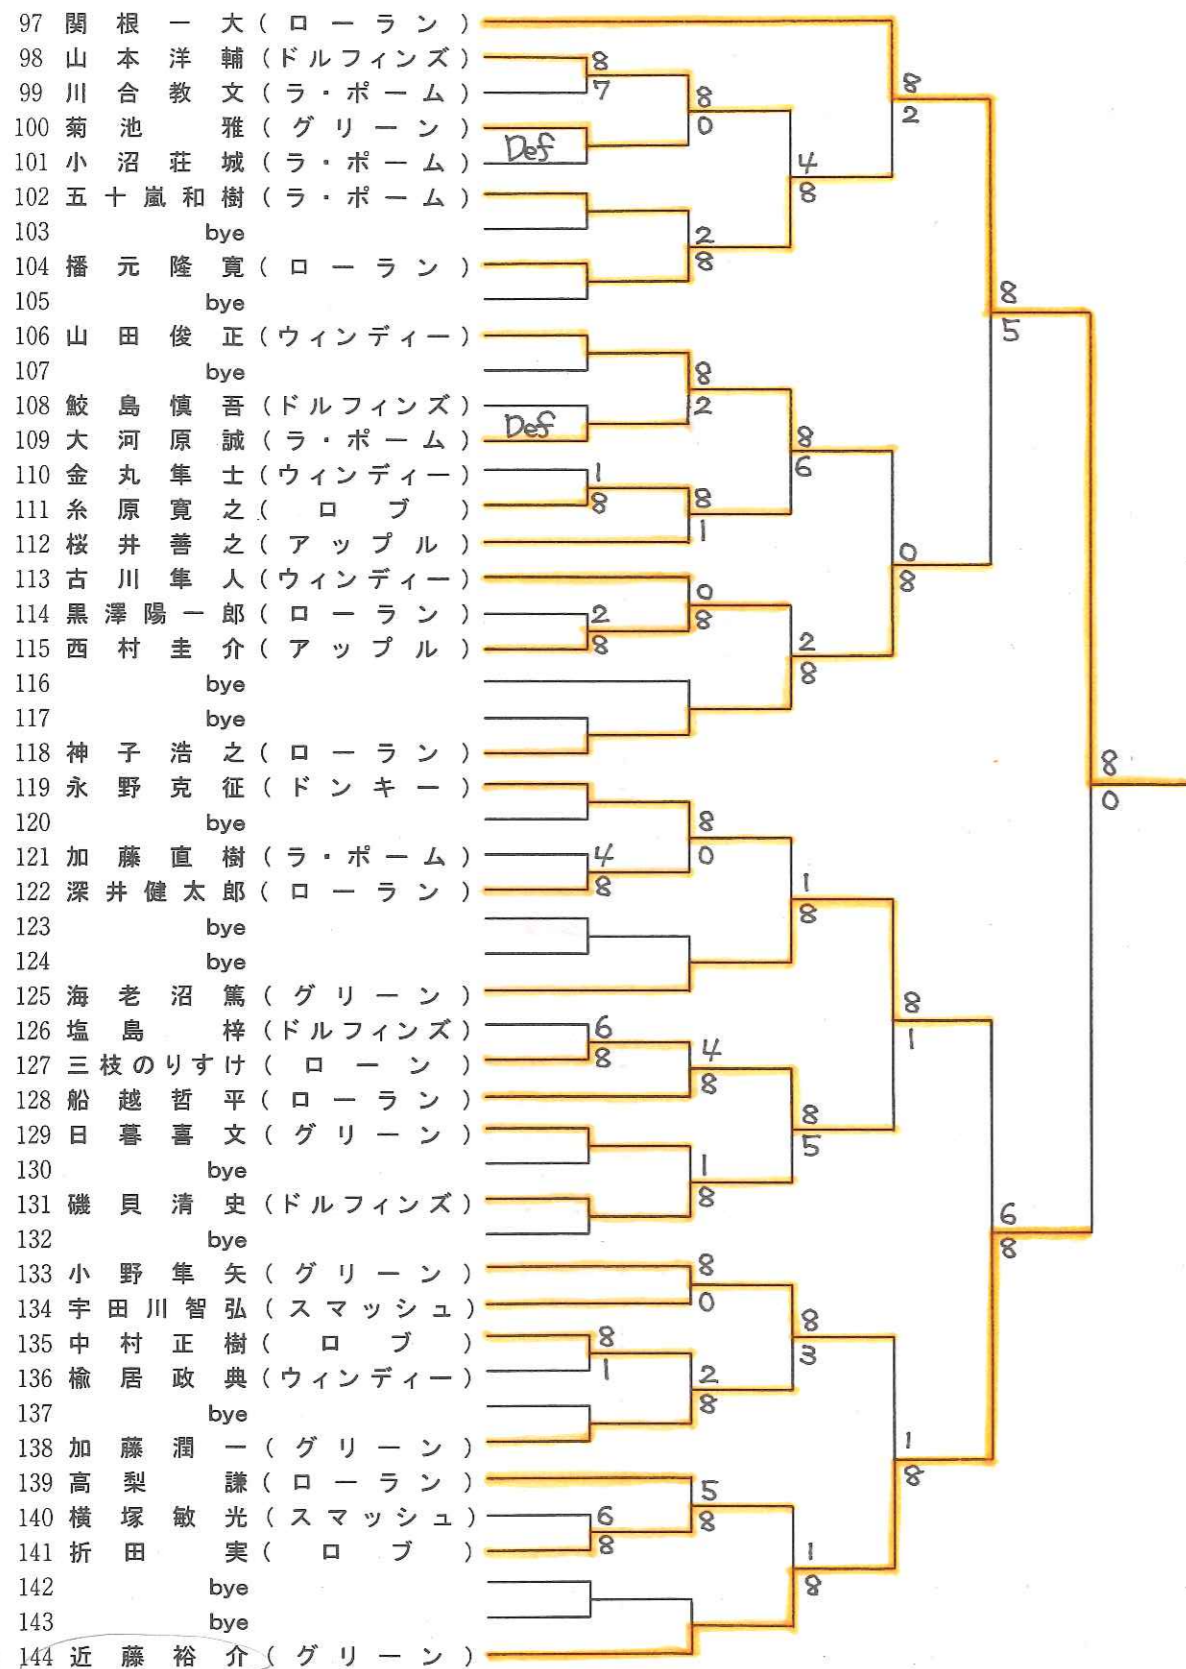 97 関根一大(ローラン)
98 山本洋輔(ドルフィンズ) 8
99 川合教文(ラ・ポーム) 7
100 菊池雅(グリーン)
101 小沼荘城(ラ・ポーム) Def
102 五十嵐和樹(ラ・ポーム)
103 bye
104 播元隆寛(ローラン)
105 bye
106 山田俊正(ウィンディー)
107 bye
108 鮫島慎吾(ドルフィンズ)
109 大河原誠(ラ・ポーム) Def
110 金丸隼士(ウィンディー) 1
111 糸原寛之(ロブ) 8
112 桜井善之(アップル)
113 古川隼人(ウィンディー)
114 黒澤陽一郎(ローラン) 2
115 西村圭介(アップル) 8
116 bye
117 bye
118 神子浩之(ローラン)
119 永野克征(ドンキー)
120 bye
121 加藤直樹(ラ・ポーム) 4
122 深井健太郎(ローラン) 8
123 bye
124 bye
125 海老沼篤(グリーン)
126 塩島梓(ドルフィンズ) 6
127 三枝のりすけ(ローン) 8
128 船越哲平(ローラン)
129 日暮喜文(グリーン)
130 bye
131 磯貝清史(ドルフィンズ)
132 bye
133 小野隼矢(グリーン)
134 宇田川智弘(スマッシュ)
135 中村正樹(ロブ) 8
136 楡居政典(ウィンディー) 1
137 bye
138 加藤潤一(グリーン)
139 高梨謙(ローラン)
140 横塚敏光(スマッシュ) 6
141 折田実(ロブ) 8
142 bye
143 bye
144 近藤裕介(グリーン)
8
0
2
8
8
2
8
1
0
8
8
0
4
8
1
8
8
0
2
8
5
8
4
8
8
6
2
8
1
8
8
5
8
3
1
8
8
2
0
8
8
1
1
8
8
5
6
8
8
0